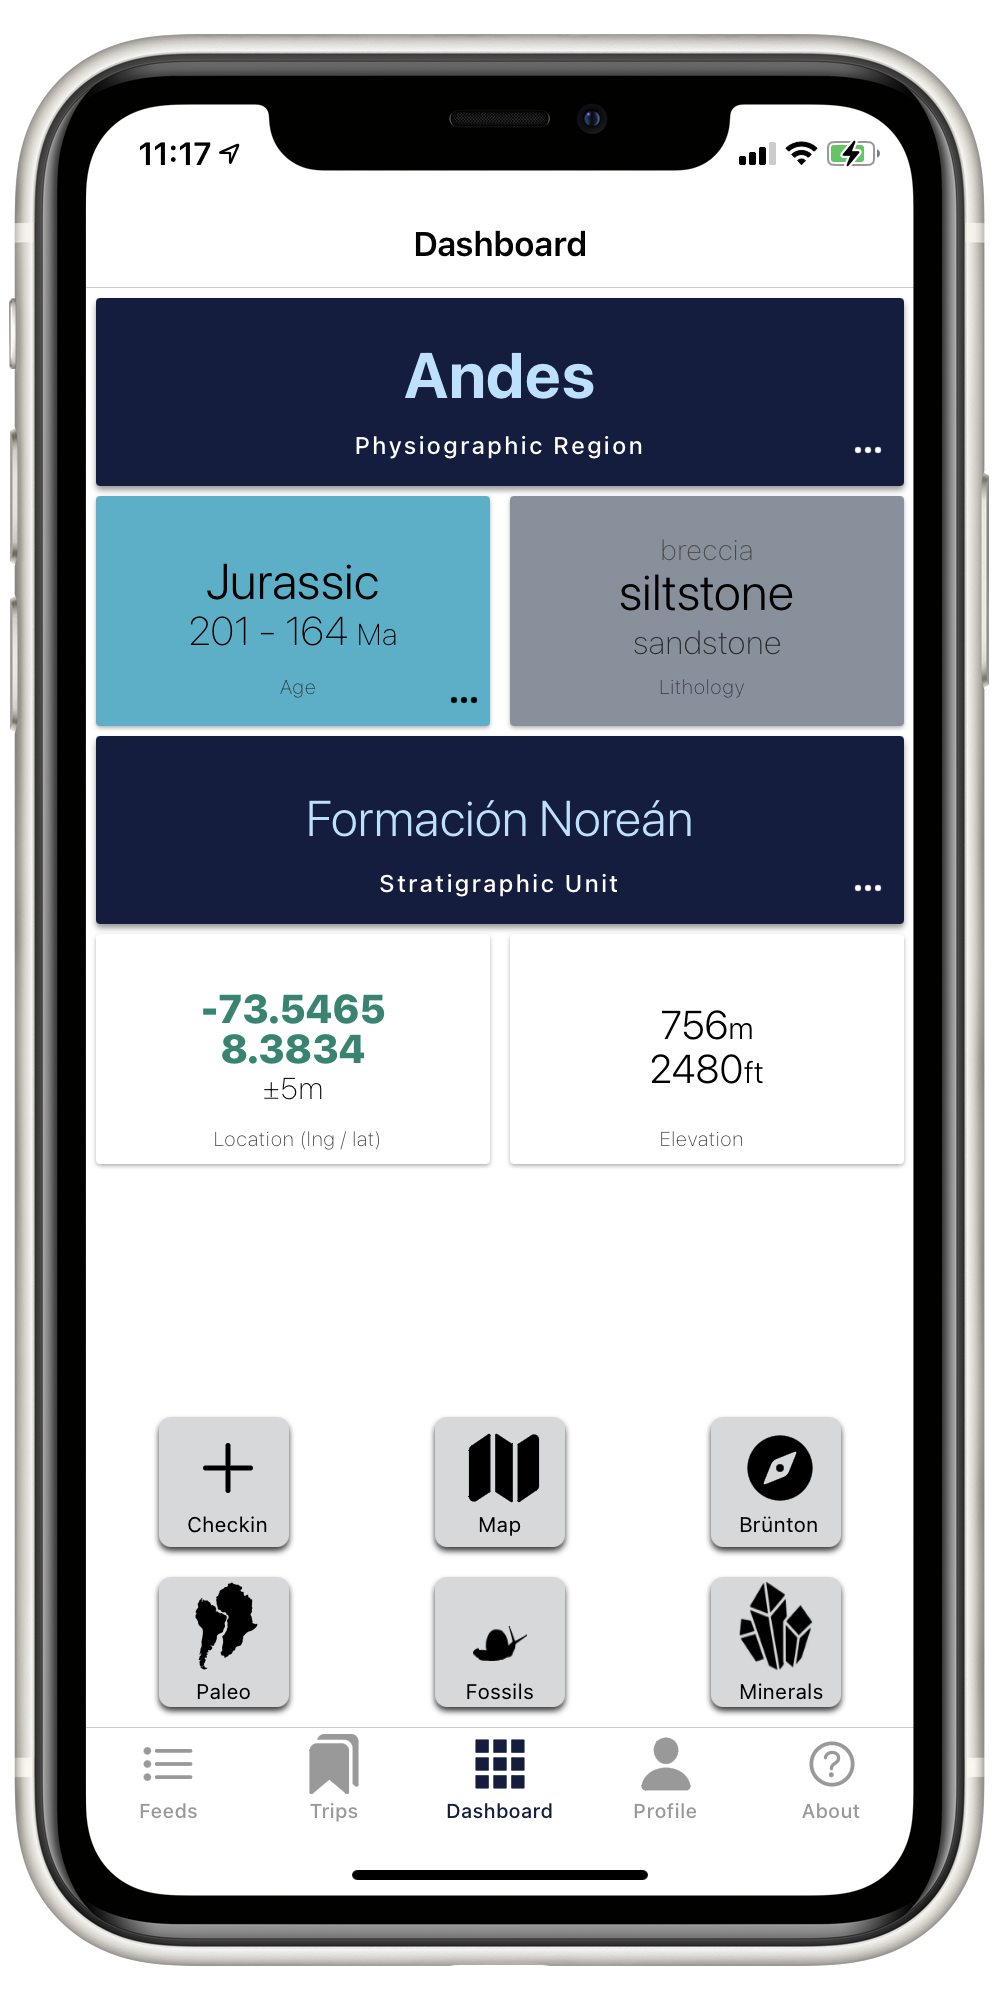 11:17
Dashboard
Andes
Physiographic Region
Jurassic
201 - 164 Ma
Age
breccia
siltstone
sandstone
Lithology
Formación Noreán
Stratigraphic Unit
-73.5465
8.3834
±5m
Location (lng / lat)
756m
2480ft
Elevation
Checkin
Map
Brünton
Paleo
Fossils
Minerals
Feeds
Trips
Dashboard
Profile
About